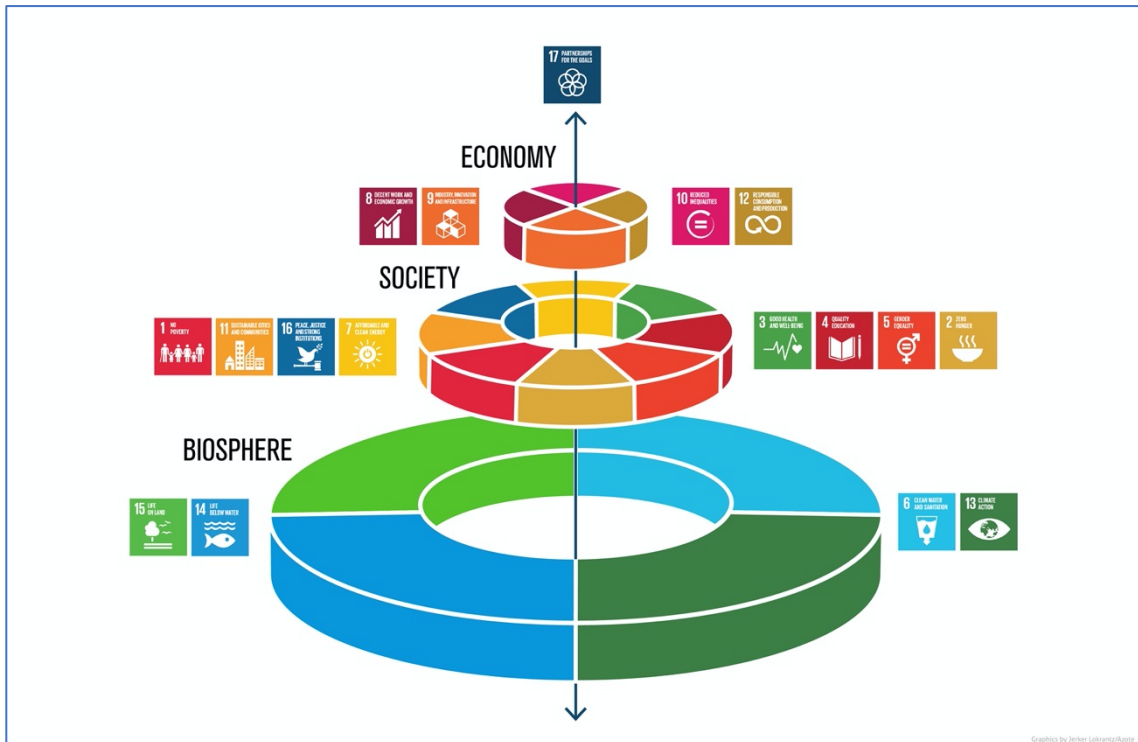 17 PARTNERSHIPS
FOR THE GOALS
ECONOMY
8 DECENT WORK AND
ECONOMIC GROWTH
9 INDUSTRY, INNOVATION
AND INFRASTRUCTURE
10 REDUCED
INEQUALITIES
12 RESPONSIBLE
CONSUMPTION
AND PRODUCTION
SOCIETY
1 NO
POVERTY
11 SUSTAINABLE CITIES
AND COMMUNITIES
16 PEACE, JUSTICE
AND STRONG
INSTITUTIONS
7 AFFORDABLE AND
CLEAN ENERGY
3 GOOD HEALTH
AND WELL-BEING
4 QUALITY
EDUCATION
5 GENDER
EQUALITY
2 ZERO
HUNGER
BIOSPHERE
15 LIFE
ON LAND
14 LIFE
BELOW WATER
6 CLEAN WATER
AND SANITATION
13 CLIMATE
ACTION
Graphics by Jerker Lokrantz/Azote